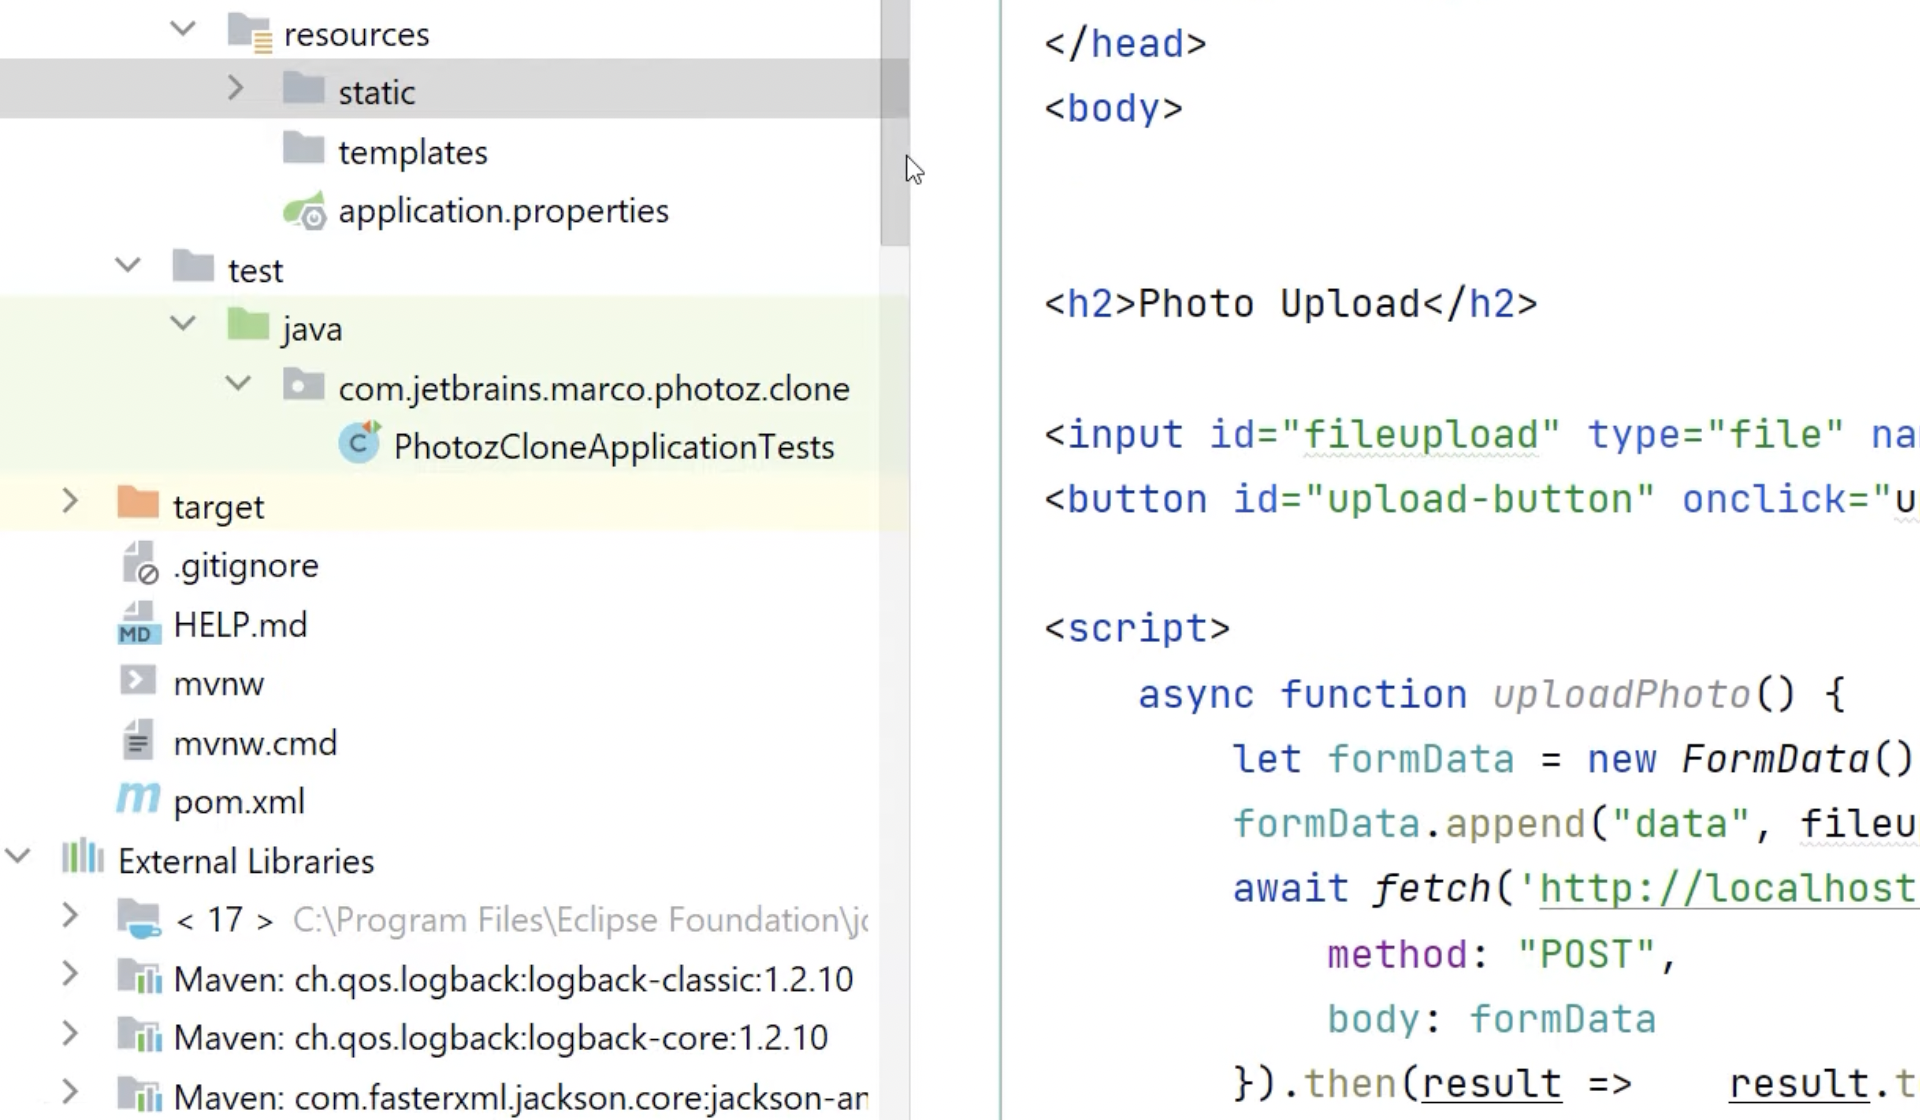 resources
static
templates
application.properties
test
java
com.jetbrains.marco.photoz.clone
PhotozCloneApplicationTests
target
.gitignore
HELP.md
MD
mvnw
mvnw.cmd
pom.xml
External Libraries
< 17 > C:\Program Files\Eclipse Foundation\
Maven: ch.qos.logback:logback-classic:1.2.10
Maven: ch.qos.logback:logback-core:1.2.10
Maven: com.fasterxml.jackson.core:jackson-an
</head>
<body>
<h2>Photo Upload</h2>
<input id="fileupload" type="file" na
<button id="upload-button" onclick="u
<script>
async function uploadPhoto() {
let formData = new FormData()
formData.append("data", fileu
await fetch('http://localhost
method: "POST",
body: formData
}).then(result => result.t